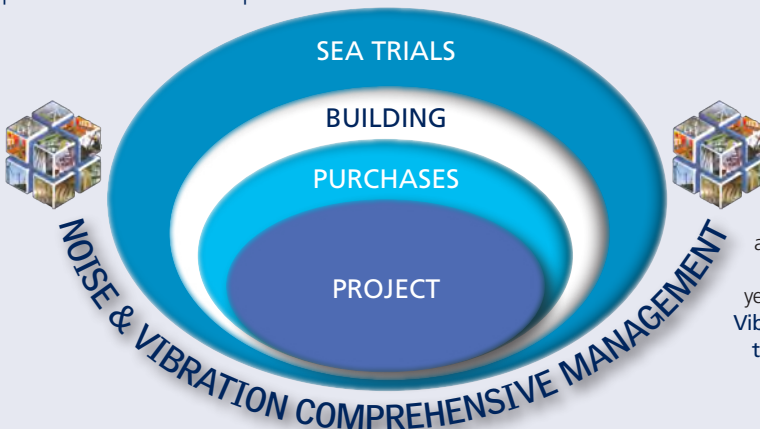 SEA TRIALS
BUILDING
PURCHASES
PROJECT
NOISE & VIBRATION COMPREHENSIVE MANAGEMENT